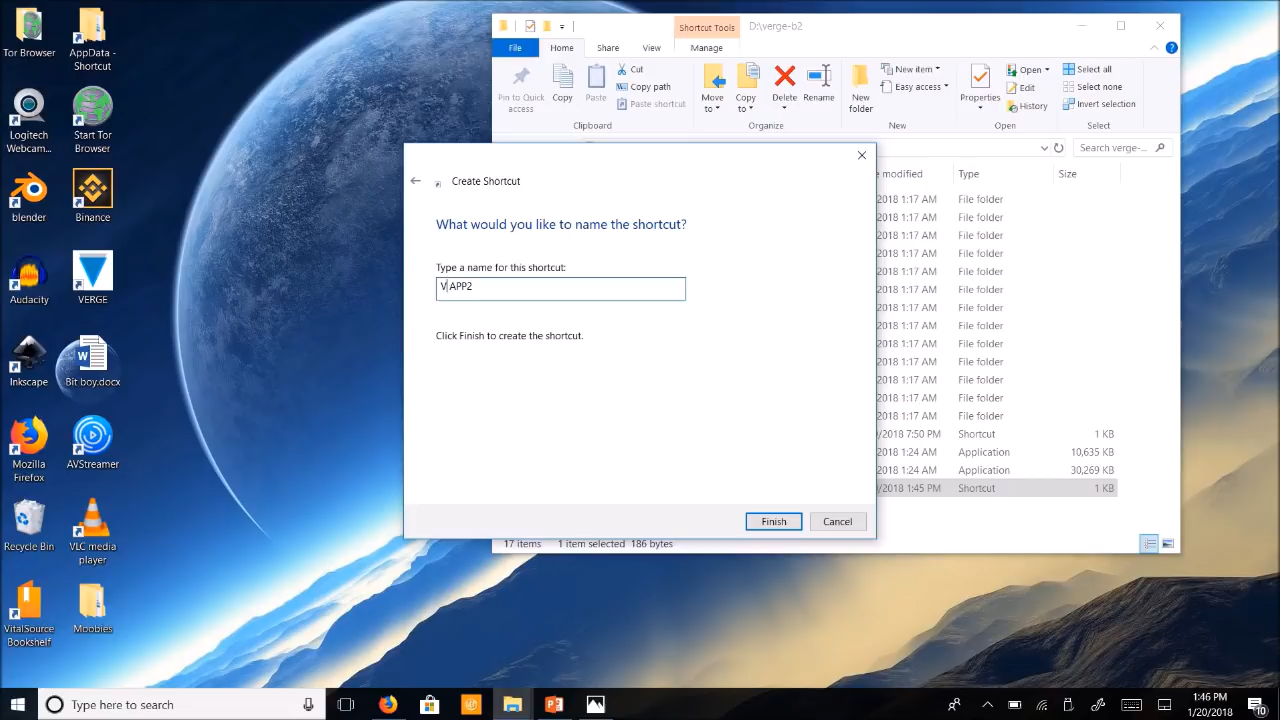 Tor Browser
AppData -
Shortcut
Logitech
Webcam...
Start Tor
Browser
blender
Binance
Audacity
VERGE
Inkscape
Bit boy.docx
Mozilla
Firefox
AVStreamer
Recycle Bin
VLC media
player
VitalSource
Bookshelf
Moobies
Shortcut Tools
D:\verge-b2
File
Home
Share
View
Manage
Pin to Quick
access
Copy
Paste
Cut
Copy path
Paste shortcut
Clipboard
Move
to
Copy
to
Delete
Rename
Organize
New
folder
New item
Easy access
New
Properties
Open
Edit
History
Open
Select all
Select none
Invert selection
Select
Search verge-...
e modified
Type
Size
2018 1:17 AM File folder
2018 1:17 AM File folder
2018 1:17 AM File folder
2018 1:17 AM File folder
2018 1:17 AM File folder
2018 1:17 AM File folder
2018 1:17 AM File folder
2018 1:17 AM File folder
2018 1:17 AM File folder
2018 1:17 AM File folder
2018 1:17 AM File folder
2018 1:17 AM File folder
2018 1:17 AM File folder
/2018 7:50 PM Shortcut 1 KB
2018 1:24 AM Application 10,635 KB
2018 1:24 AM Application 30,269 KB
/2018 1:45 PM Shortcut 1 KB
17 items 1 item selected 186 bytes
Create Shortcut
What would you like to name the shortcut?
Type a name for this shortcut:
V APP2
Click Finish to create the shortcut.
Finish
Cancel
Type here to search
1:46 PM
1/20/2018
10